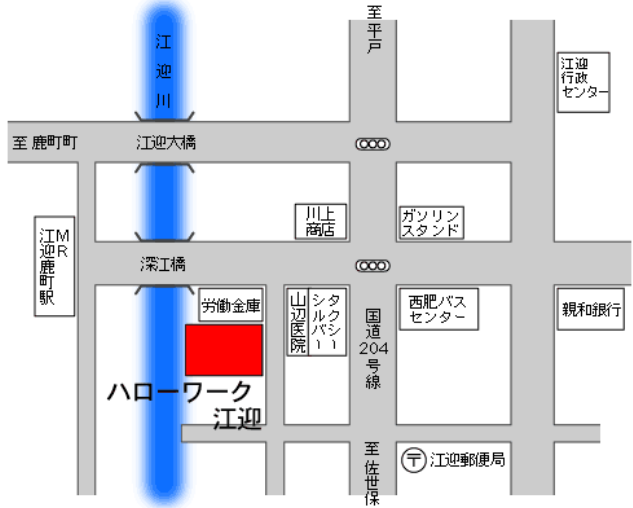 至平戸
江迎川
江迎
行政
センター
至鹿町町
江迎大橋
川上
商店
ガソリン
スタンド
MR
江迎鹿町駅
深江橋
労働金庫
山辺医院
タクシー
シルバー
国道204号線
西肥バス
センター
親和銀行
ハローワーク
江迎
至佐世保
〒江迎郵便局